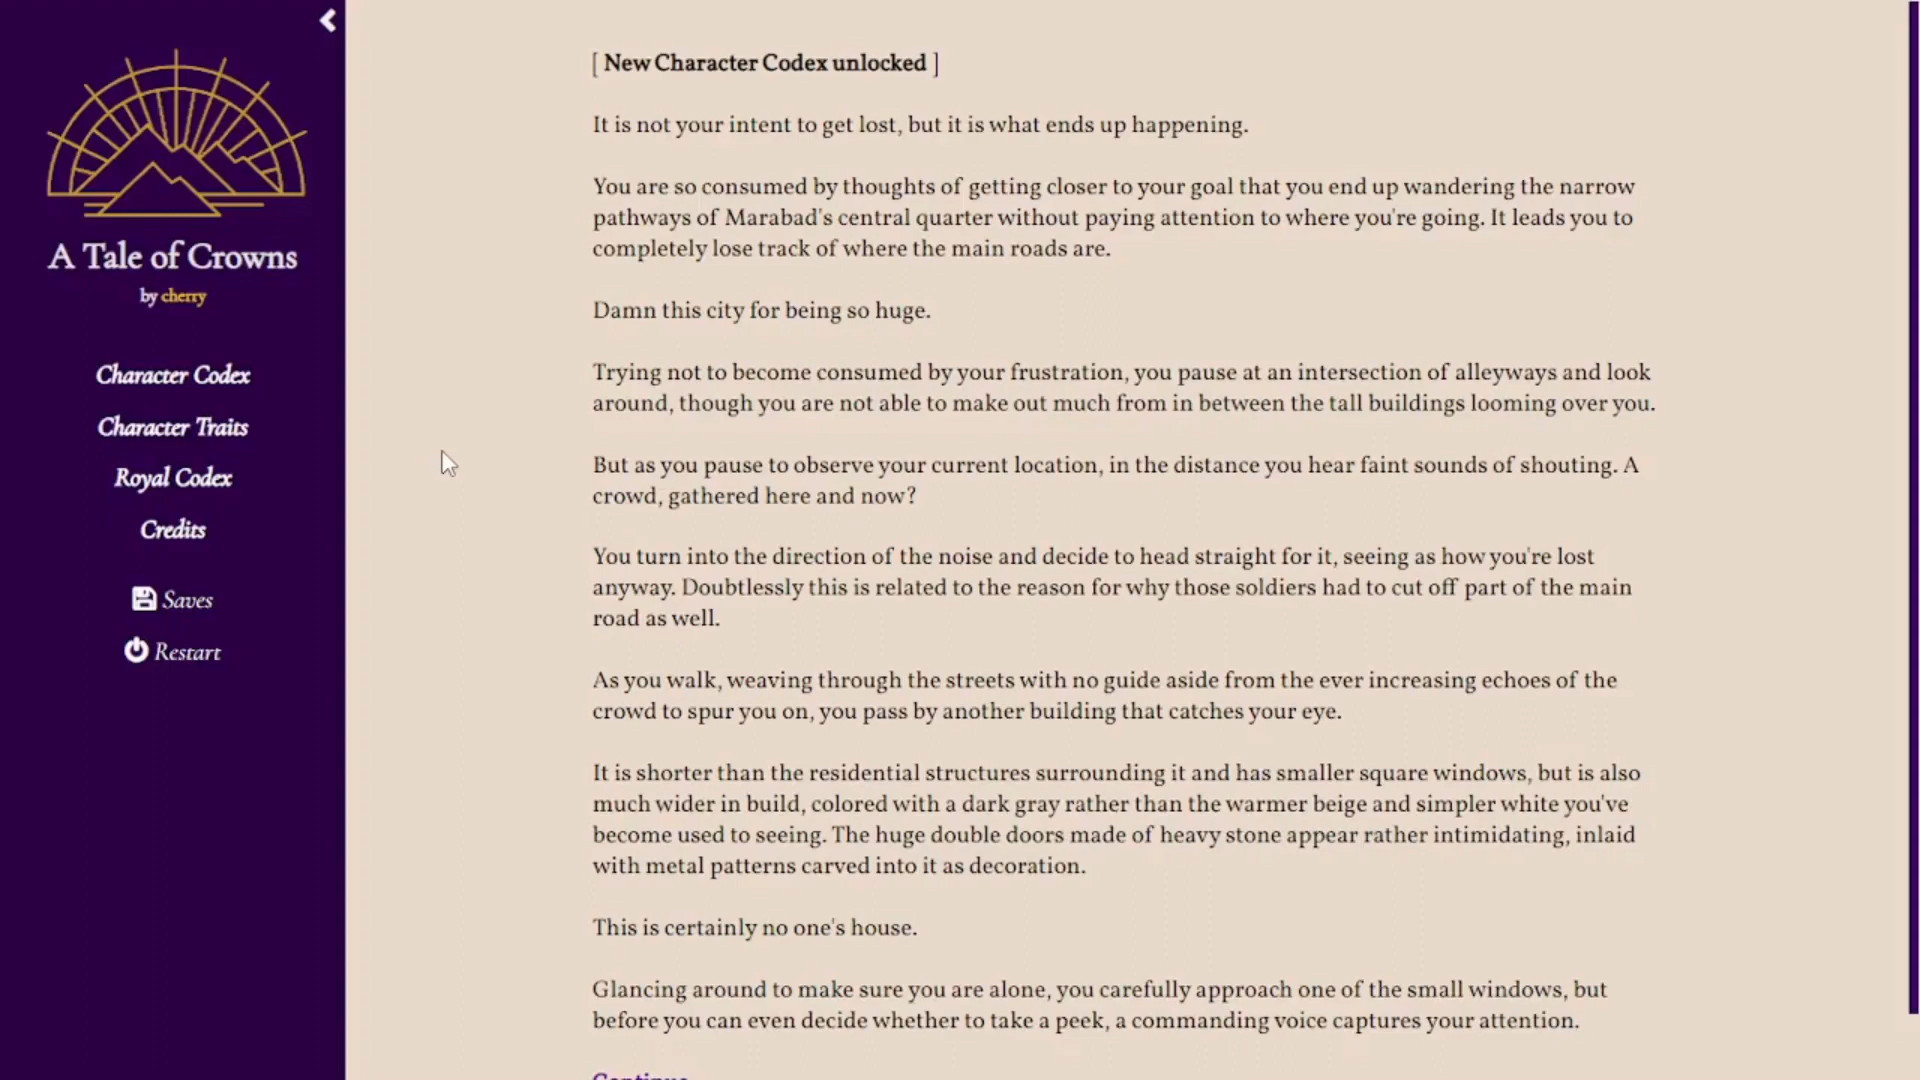 A Tale of Crowns
by cherry
Character Codex
Character Traits
Royal Codex
Credits
Saves
Restart
[ New Character Codex unlocked ]
It is not your intent to get lost, but it is what ends up happening.
You are so consumed by thoughts of getting closer to your goal that you end up wandering the narrow
pathways of Marabad's central quarter without paying attention to where you're going. It leads you to
completely lose track of where the main roads are.
Damn this city for being so huge.
Trying not to become consumed by your frustration, you pause at an intersection of alleyways and look
around, though you are not able to make out much from in between the tall buildings looming over you.
But as you pause to observe your current location, in the distance you hear faint sounds of shouting. A
crowd, gathered here and now?
You turn into the direction of the noise and decide to head straight for it, seeing as how you're lost
anyway. Doubtlessly this is related to the reason for why those soldiers had to cut off part of the main
road as well.
As you walk, weaving through the streets with no guide aside from the ever increasing echoes of the
crowd to spur you on, you pass by another building that catches your eye.
It is shorter than the residential structures surrounding it and has smaller square windows, but is also
much wider in build, colored with a dark gray rather than the warmer beige and simpler white you've
become used to seeing. The huge double doors made of heavy stone appear rather intimidating, inlaid
with metal patterns carved into it as decoration.
This is certainly no one's house.
Glancing around to make sure you are alone, you carefully approach one of the small windows, but
before you can even decide whether to take a peek, a commanding voice captures your attention.